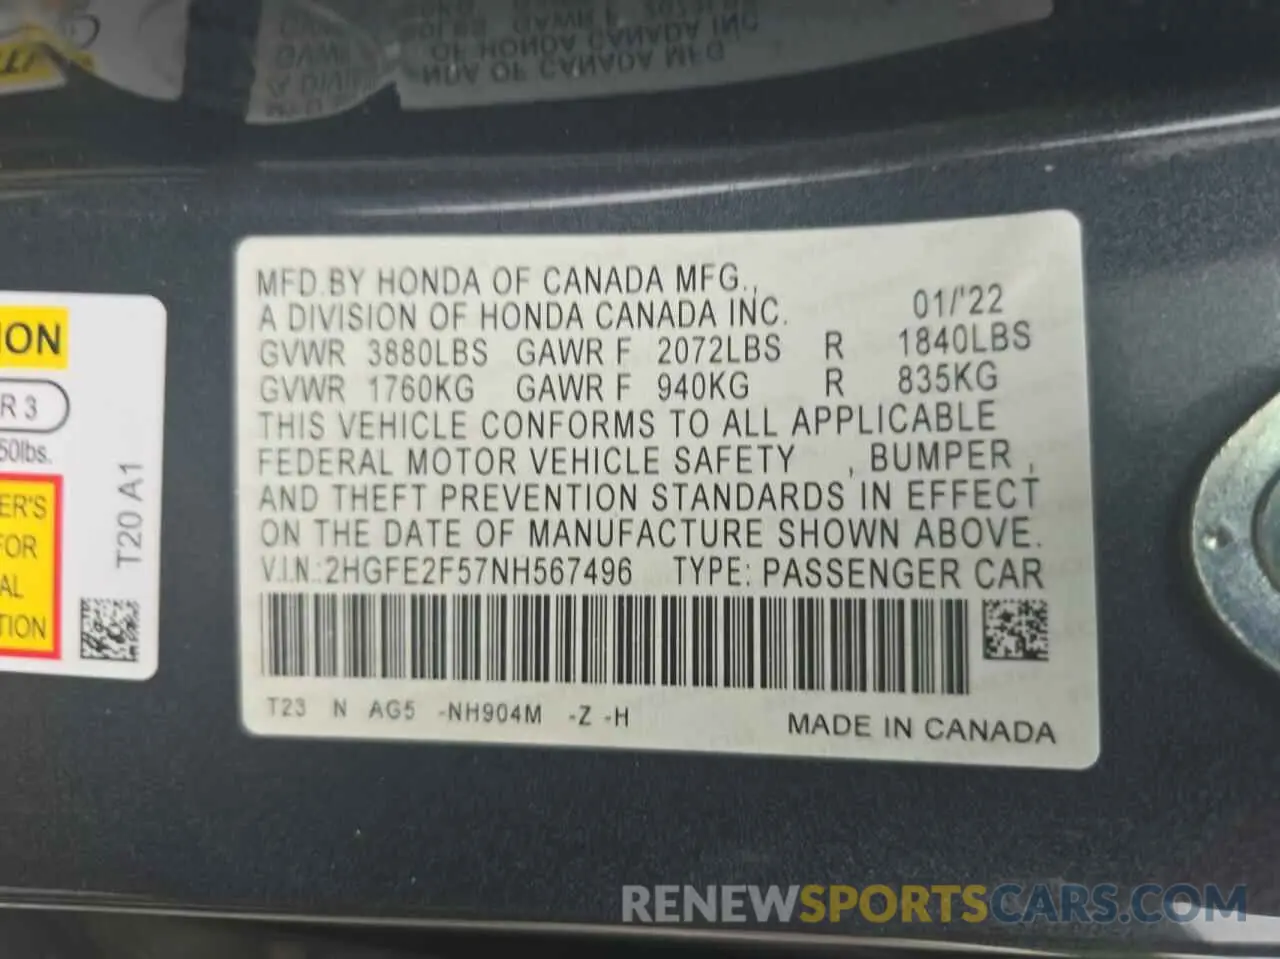 MFD. BY HONDA OF CANADA MFG.,
A DIVISION OF HONDA CANADA INC. 01/'22
GVWR 3880LBS GAWR F 2072LBS R 1840LBS
GVWR 1760KG GAWR F 940KG R 835KG
THIS VEHICLE CONFORMS TO ALL APPLICABLE
FEDERAL MOTOR VEHICLE SAFETY , BUMPER ,
AND THEFT PREVENTION STANDARDS IN EFFECT
ON THE DATE OF MANUFACTURE SHOWN ABOVE.
V.I.N.: 2HGFE2F57NH567496 TYPE: PASSENGER CAR
T23 N AG5 -NH904M -Z -H
MADE IN CANADA
R 3
50lbs.
ER'S
FOR
AL
TION
T20 A1
RENEWSPORTSCARS.COM